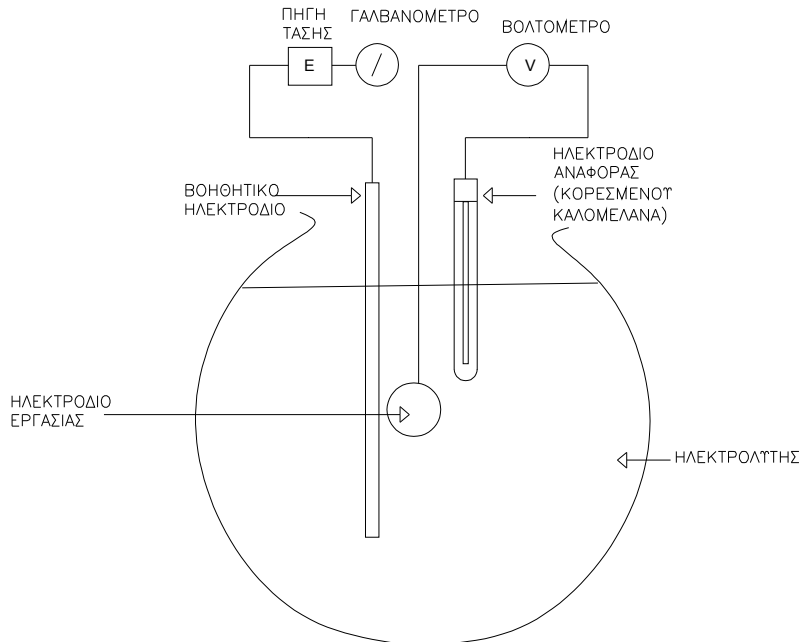 ΠΗΓΗ
ΤΑΣΗΣ
ΓΑΛΒΑΝΟΜΕΤΡΟ
ΒΟΛΤΟΜΕΤΡΟ
E
V
ΗΛΕΚΤΡΟΔΙΟ
ΑΝΑΦΟΡΑΣ
(ΚΟΡΕΣΜΕΝΟΥ
ΚΑΛΟΜΕΛΑΝΑ)
ΒΟΗΘΗΤΙΚΟ
ΗΛΕΚΤΡΟΔΙΟ
ΗΛΕΚΤΡΟΔΙΟ
ΕΡΓΑΣΙΑΣ
ΗΛΕΚΤΡΟΛΥΤΗΣ